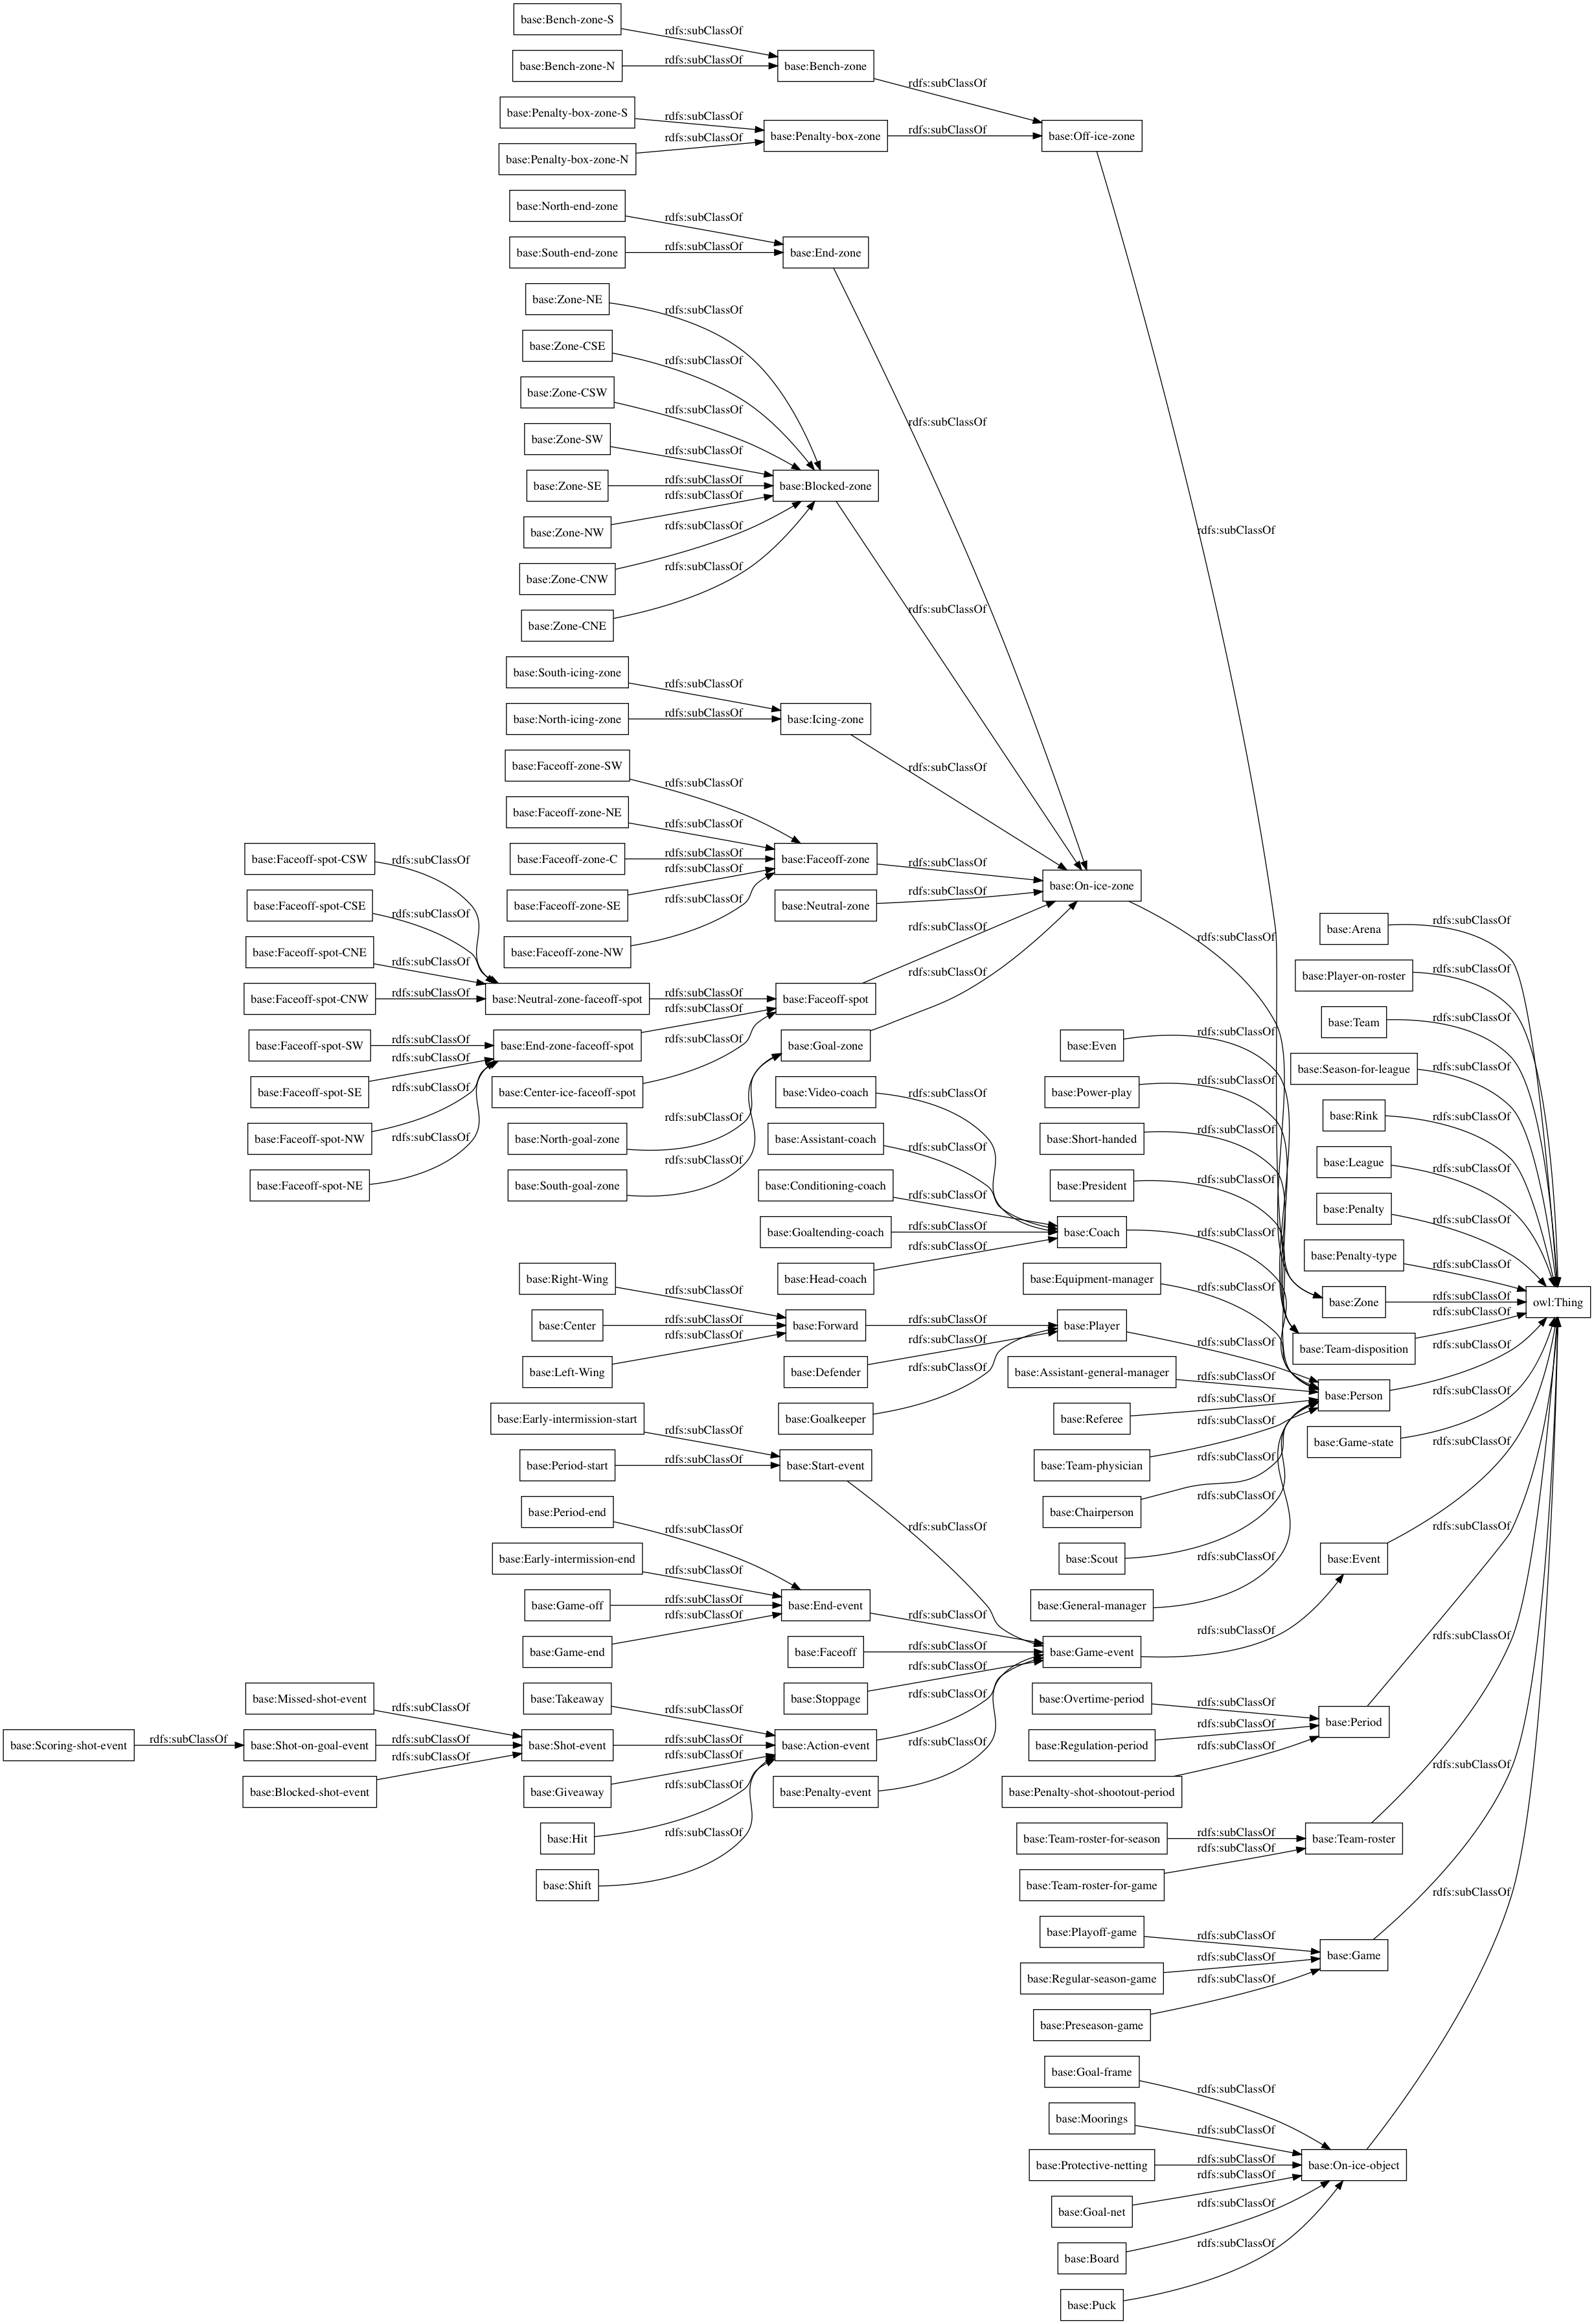 base:Bench-zone-S
rdfs:subClassOf
base:Bench-zone-N
rdfs:subClassOf
base:Bench-zone
rdfs:subClassOf
base:Penalty-box-zone-S
rdfs:subClassOf
base:Penalty-box-zone-N
rdfs:subClassOf
base:Penalty-box-zone
rdfs:subClassOf
base:Off-ice-zone
rdfs:subClassOf
base:North-end-zone
rdfs:subClassOf
base:South-end-zone
rdfs:subClassOf
base:End-zone
rdfs:subClassOf
base:Zone-NE
rdfs:subClassOf
base:Zone-CSE
rdfs:subClassOf
base:Zone-CSW
rdfs:subClassOf
base:Zone-SW
rdfs:subClassOf
base:Zone-SE
rdfs:subClassOf
base:Zone-NW
rdfs:subClassOf
base:Zone-CNW
rdfs:subClassOf
base:Zone-CNE
rdfs:subClassOf
base:Blocked-zone
rdfs:subClassOf
base:South-icing-zone
rdfs:subClassOf
base:North-icing-zone
rdfs:subClassOf
base:Icing-zone
rdfs:subClassOf
base:Faceoff-zone-SW
rdfs:subClassOf
base:Faceoff-zone-NE
rdfs:subClassOf
base:Faceoff-zone-C
rdfs:subClassOf
base:Faceoff-zone-SE
rdfs:subClassOf
base:Faceoff-zone-NW
rdfs:subClassOf
base:Faceoff-zone
rdfs:subClassOf
base:Neutral-zone
rdfs:subClassOf
base:On-ice-zone
rdfs:subClassOf
base:Faceoff-spot-CSW
rdfs:subClassOf
base:Faceoff-spot-CSE
rdfs:subClassOf
base:Faceoff-spot-CNE
rdfs:subClassOf
base:Faceoff-spot-CNW
rdfs:subClassOf
base:Neutral-zone-faceoff-spot
rdfs:subClassOf
base:Faceoff-spot-SW
rdfs:subClassOf
base:Faceoff-spot-SE
rdfs:subClassOf
base:Faceoff-spot-NW
rdfs:subClassOf
base:Faceoff-spot-NE
rdfs:subClassOf
base:End-zone-faceoff-spot
rdfs:subClassOf
base:Center-ice-faceoff-spot
rdfs:subClassOf
base:Faceoff-spot
rdfs:subClassOf
base:North-goal-zone
rdfs:subClassOf
base:South-goal-zone
rdfs:subClassOf
base:Goal-zone
rdfs:subClassOf
base:Even
rdfs:subClassOf
base:Power-play
rdfs:subClassOf
base:Short-handed
rdfs:subClassOf
base:President
rdfs:subClassOf
base:Video-coach
rdfs:subClassOf
base:Assistant-coach
rdfs:subClassOf
base:Conditioning-coach
rdfs:subClassOf
base:Goaltending-coach
rdfs:subClassOf
base:Head-coach
rdfs:subClassOf
base:Coach
rdfs:subClassOf
base:Equipment-manager
rdfs:subClassOf
base:Right-Wing
rdfs:subClassOf
base:Center
rdfs:subClassOf
base:Left-Wing
rdfs:subClassOf
base:Forward
rdfs:subClassOf
base:Defender
rdfs:subClassOf
base:Goalkeeper
rdfs:subClassOf
base:Player
rdfs:subClassOf
base:Assistant-general-manager
rdfs:subClassOf
base:Referee
rdfs:subClassOf
base:Team-physician
rdfs:subClassOf
base:Chairperson
rdfs:subClassOf
base:Scout
rdfs:subClassOf
base:General-manager
rdfs:subClassOf
base:Arena
rdfs:subClassOf
base:Player-on-roster
rdfs:subClassOf
base:Team
rdfs:subClassOf
base:Season-for-league
rdfs:subClassOf
base:Rink
rdfs:subClassOf
base:League
rdfs:subClassOf
base:Penalty
rdfs:subClassOf
base:Penalty-type
rdfs:subClassOf
base:Zone
rdfs:subClassOf
owl:Thing
base:Team-disposition
rdfs:subClassOf
base:Person
rdfs:subClassOf
base:Game-state
rdfs:subClassOf
base:Early-intermission-start
rdfs:subClassOf
base:Period-start
rdfs:subClassOf
base:Start-event
rdfs:subClassOf
base:Period-end
rdfs:subClassOf
base:Early-intermission-end
rdfs:subClassOf
base:Game-off
rdfs:subClassOf
base:Game-end
rdfs:subClassOf
base:End-event
rdfs:subClassOf
base:Faceoff
rdfs:subClassOf
base:Stoppage
rdfs:subClassOf
base:Scoring-shot-event
rdfs:subClassOf
base:Missed-shot-event
rdfs:subClassOf
base:Shot-on-goal-event
rdfs:subClassOf
base:Blocked-shot-event
rdfs:subClassOf
base:Takeaway
rdfs:subClassOf
base:Shot-event
rdfs:subClassOf
base:Giveaway
rdfs:subClassOf
base:Hit
rdfs:subClassOf
base:Shift
rdfs:subClassOf
base:Action-event
rdfs:subClassOf
base:Penalty-event
rdfs:subClassOf
base:Game-event
rdfs:subClassOf
base:Event
rdfs:subClassOf
base:Overtime-period
rdfs:subClassOf
base:Regulation-period
rdfs:subClassOf
base:Penalty-shot-shootout-period
rdfs:subClassOf
base:Period
rdfs:subClassOf
base:Team-roster-for-season
rdfs:subClassOf
base:Team-roster-for-game
rdfs:subClassOf
base:Team-roster
rdfs:subClassOf
base:Playoff-game
rdfs:subClassOf
base:Regular-season-game
rdfs:subClassOf
base:Preseason-game
rdfs:subClassOf
base:Game
rdfs:subClassOf
base:Goal-frame
rdfs:subClassOf
base:Moorings
rdfs:subClassOf
base:Protective-netting
rdfs:subClassOf
base:Goal-net
rdfs:subClassOf
base:Board
rdfs:subClassOf
base:Puck
rdfs:subClassOf
base:On-ice-object
rdfs:subClassOf